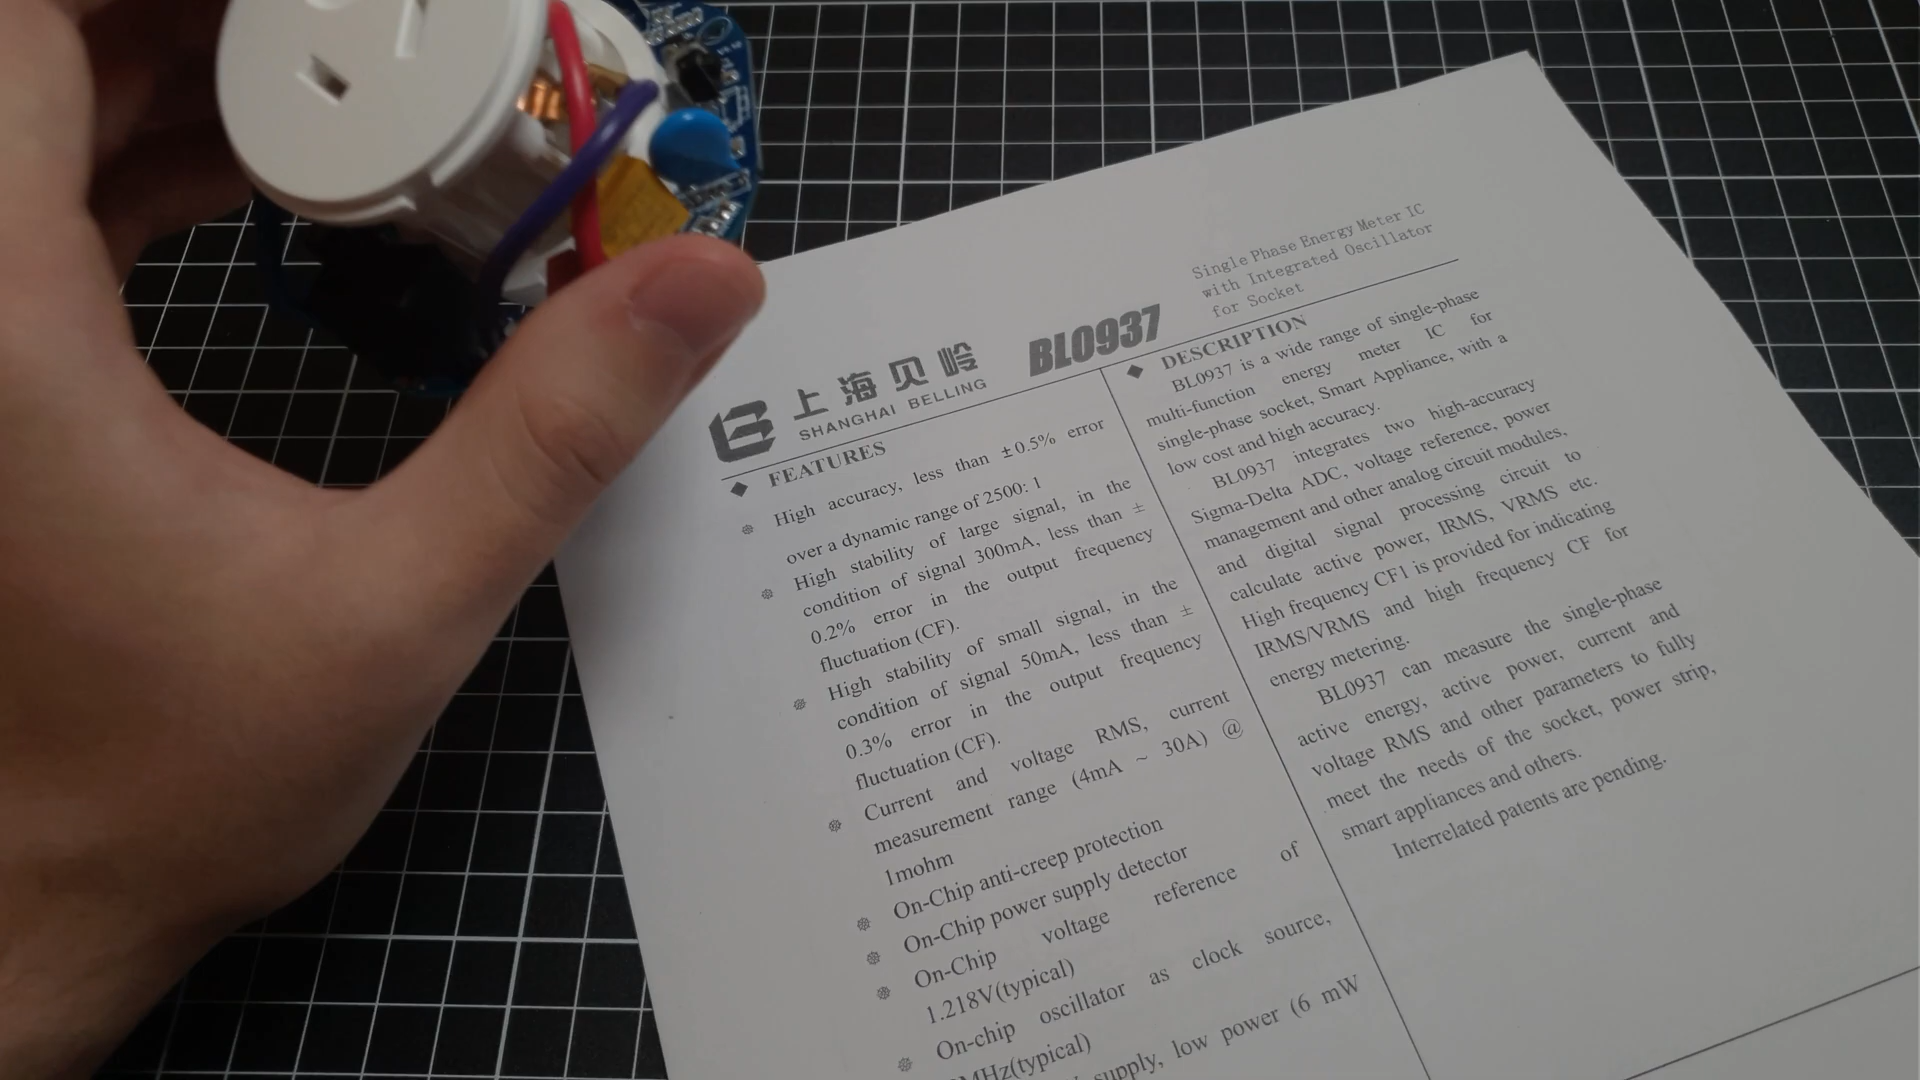 上海贝岭
SHANGHAI BELLING
BL0937
Single Phase Energy Meter IC
with Integrated Oscillator
for Socket
◆ FEATURES
High accuracy, less than ±0.5% error
over a dynamic range of 2500: 1
High stability of large signal, in the
condition of signal 300mA, less than ±
0.2% error in the output frequency
fluctuation (CF).
High stability of small signal, in the
condition of signal 50mA, less than ±
0.3% error in the output frequency
fluctuation (CF).
Current and voltage RMS, current
measurement range (4mA ~ 30A) @
1mohm
On-Chip anti-creep protection
On-Chip power supply detector
On-Chip voltage reference of
1.218V(typical)
On-chip oscillator as clock source,
MHz(typical)
supply, low power (6 mW
◆ DESCRIPTION
BL0937 is a wide range of single-phase
multi-function energy meter IC for
single-phase socket, Smart Appliance, with a
low cost and high accuracy.
BL0937 integrates two high-accuracy
Sigma-Delta ADC, voltage reference, power
management and other analog circuit modules,
and digital signal processing circuit to
calculate active power, IRMS, VRMS etc.
High frequency CF1 is provided for indicating
IRMS/VRMS and high frequency CF for
energy metering.
BL0937 can measure the single-phase
active energy, active power, current and
voltage RMS and other parameters to fully
meet the needs of the socket, power strip,
smart appliances and others.
Interrelated patents are pending.